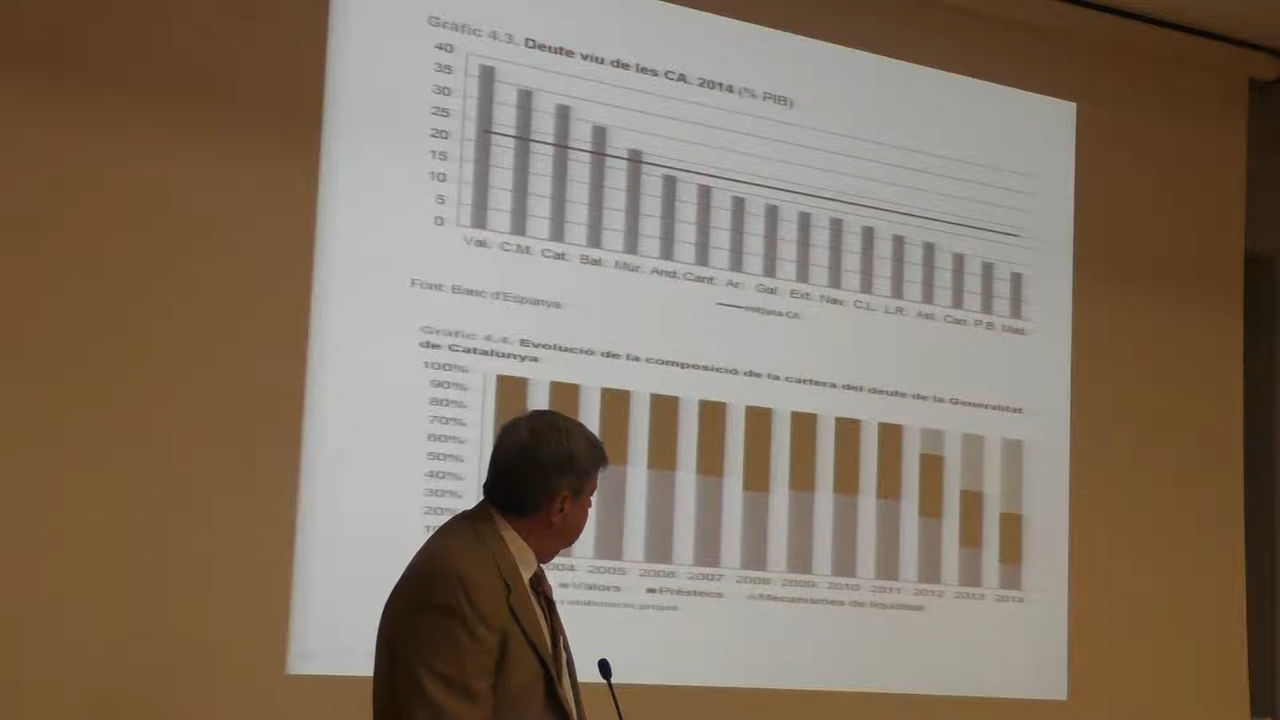 Gràfic 4.3. Deute viu de les CA. 2014 (% PIB)
40
35
30
25
20
15
10
5
0
Val. C.M. Cat. Bal. Múr. And. Cant. Ar. Gal. Ext. Nav. C.L. L.R. Ast. Can. P.B. Mad.
Font: Banc d'Espanya
mitjana CA
Gràfic 4.4. Evolució de la composició de la cartera del deute de la Generalitat
de Catalunya
100%
90%
80%
70%
60%
50%
40%
30%
20%
2005 2006 2007 2008 2009 2010 2011 2012 2013 2014
Valors Préstecs Mecanismes de liquiditat